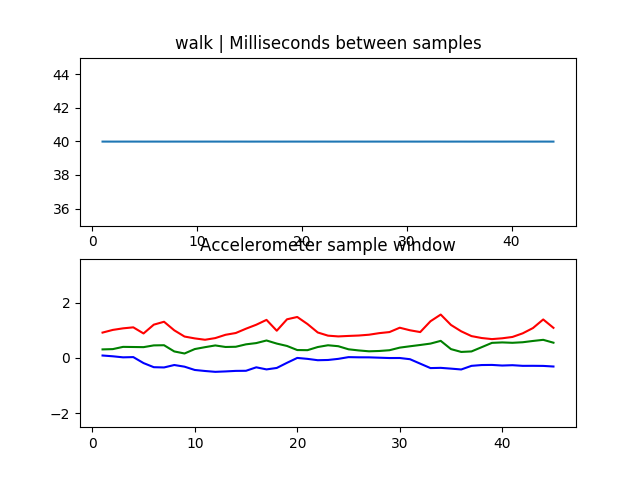 walk | Milliseconds between samples
44
42
40
38
36
0 10 20 30 40
Accelerometer sample window
2
0
−2
0 10 20 30 40